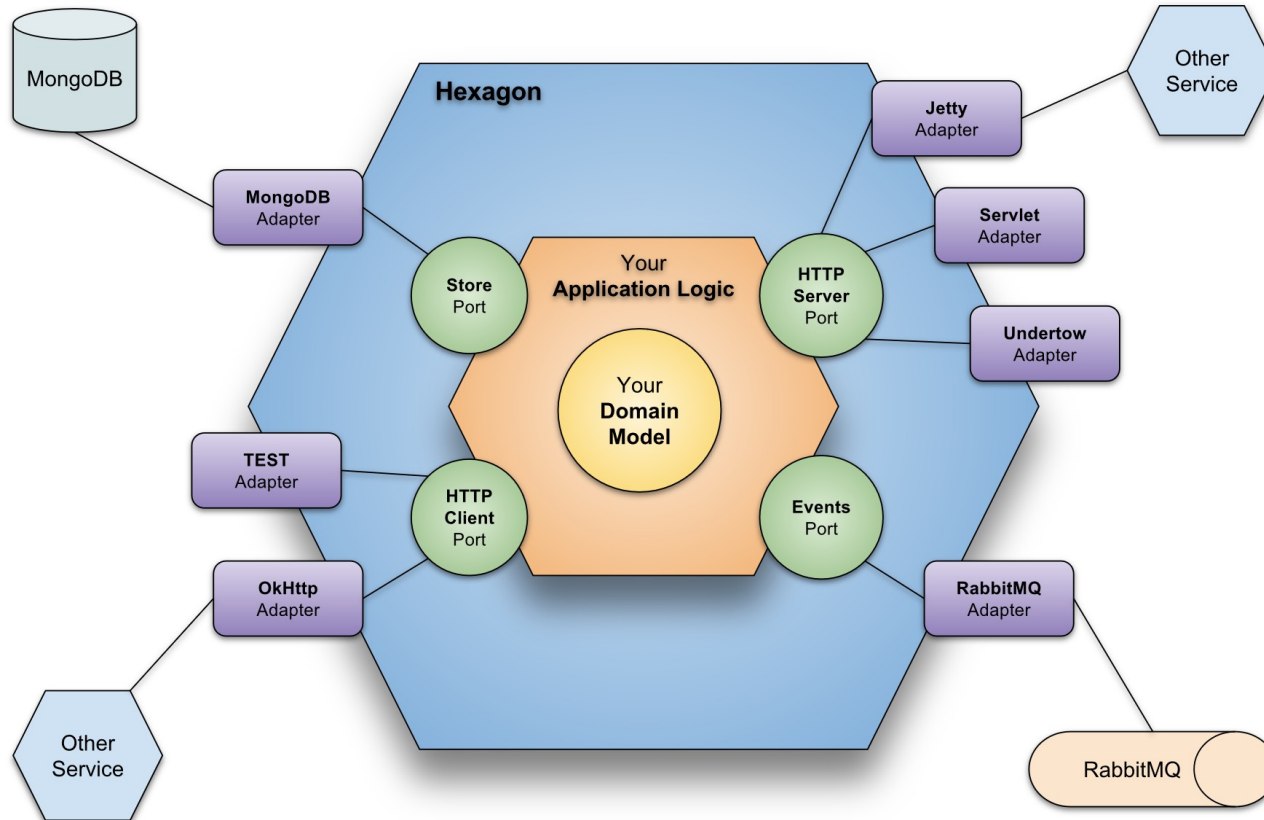 MongoDB
Hexagon
Other
Service
Jetty
Adapter
MongoDB
Adapter
Servlet
Adapter
Your
Application Logic
Store
Port
HTTP
Server
Port
Undertow
Adapter
Your
Domain
Model
TEST
Adapter
HTTP
Client
Port
Events
Port
OkHttp
Adapter
RabbitMQ
Adapter
Other
Service
RabbitMQ